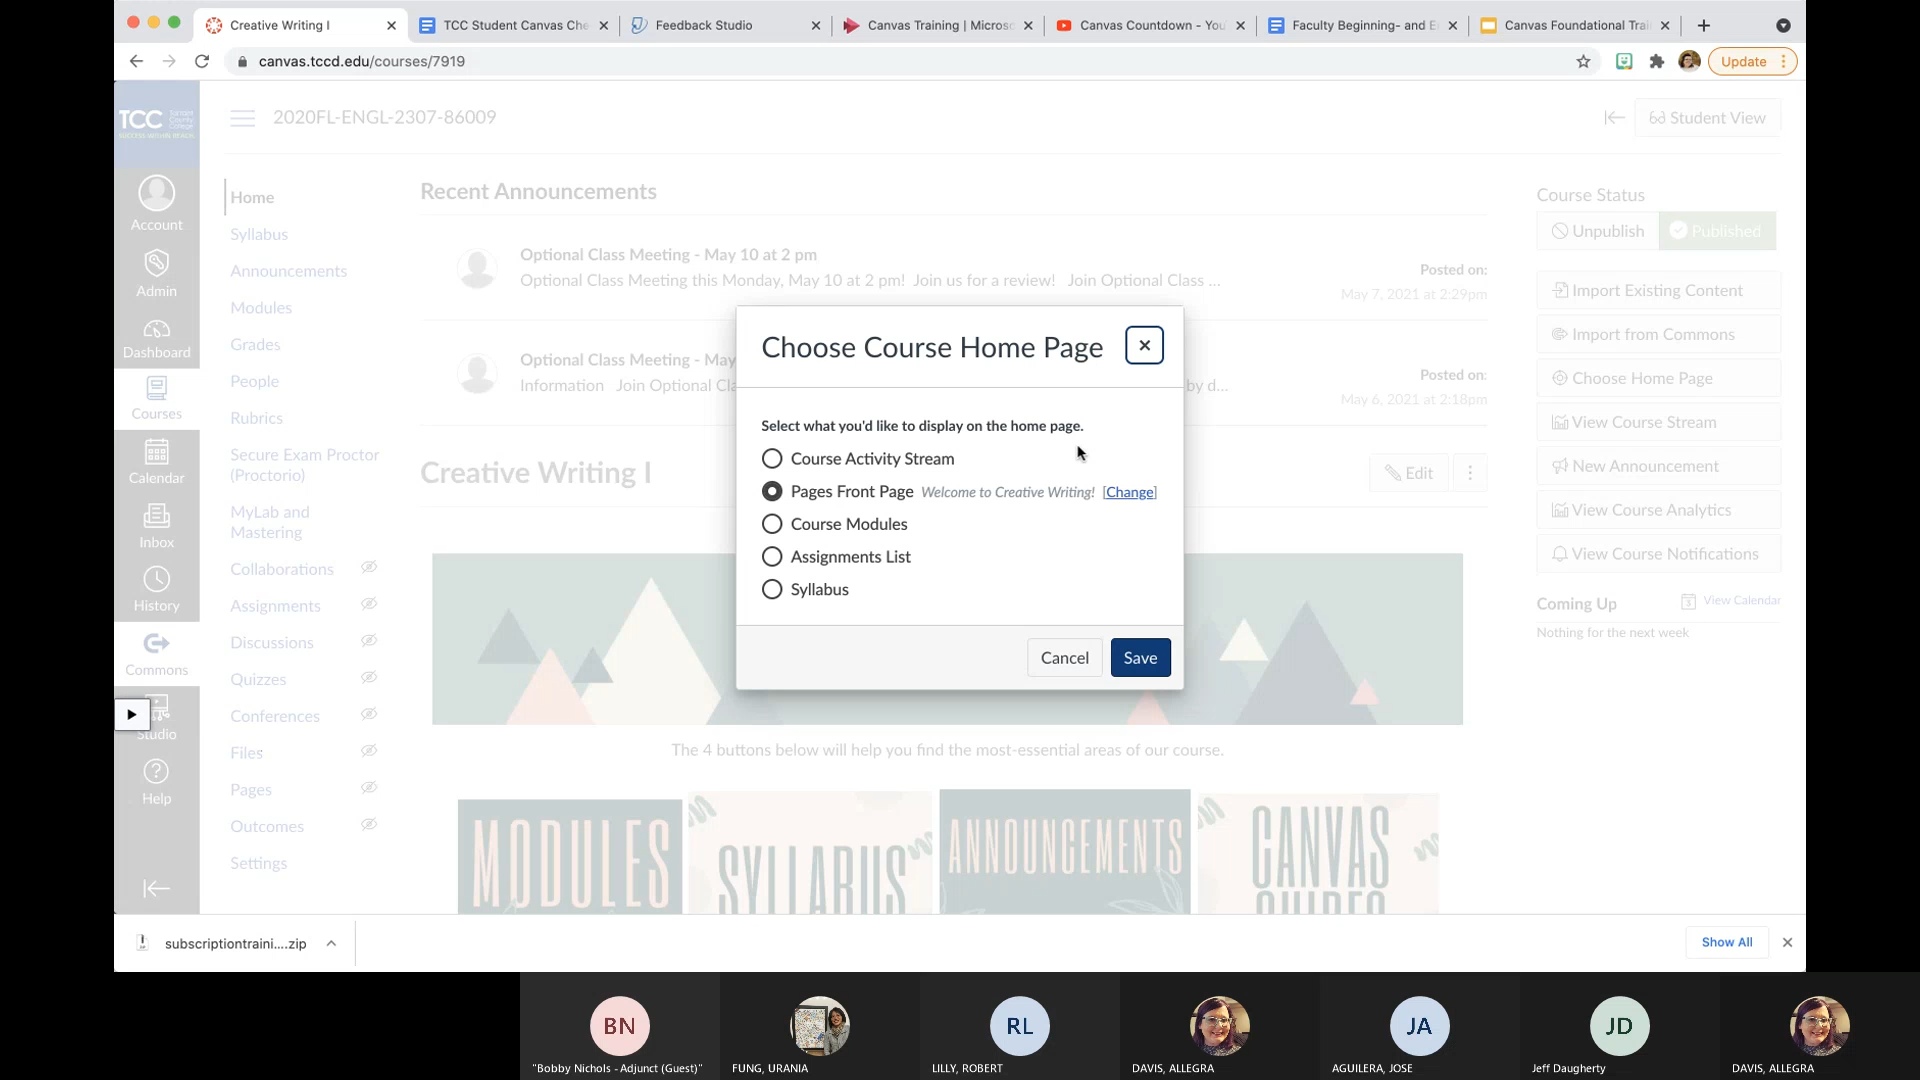 Creative Writing I
TCC Student Canvas Che
Feedback Studio
Canvas Training | Microso
Canvas Countdown - You
Faculty Beginning- and E
Canvas Foundational Trai
canvas.tccd.edu/courses/7919
Update
TCC Tarrant County College
SUCCESS WITHIN REACH
2020FL-ENGL-2307-86009
Student View
Account
Admin
Dashboard
Courses
Calendar
Inbox
History
Commons
Studio
Help
Home
Syllabus
Announcements
Modules
Grades
People
Rubrics
Secure Exam Proctor
(Proctorio)
MyLab and
Mastering
Collaborations
Assignments
Discussions
Quizzes
Conferences
Files
Pages
Outcomes
Settings
Recent Announcements
Optional Class Meeting - May 10 at 2 pm
Optional Class Meeting this Monday, May 10 at 2 pm! Join us for a review! Join Optional Class ...
Posted on:
May 7, 2021 at 2:29pm
Optional Class Meeting - May
Information Join Optional Cla
by d...
Posted on:
May 6, 2021 at 2:18pm
Creative Writing I
Edit
Choose Course Home Page
Select what you'd like to display on the home page.
Course Activity Stream
Pages Front Page Welcome to Creative Writing! [Change]
Course Modules
Assignments List
Syllabus
Cancel
Save
The 4 buttons below will help you find the most-essential areas of our course.
MODULES
SYLLABUS
ANNOUNCEMENTS
CANVAS
GUIDES
Course Status
Unpublish
Published
Import Existing Content
Import from Commons
Choose Home Page
View Course Stream
New Announcement
View Course Analytics
View Course Notifications
Coming Up
View Calendar
Nothing for the next week
subscriptiontraini....zip
Show All
BN
"Bobby Nichols - Adjunct (Guest)"
FUNG, URANIA
RL
LILLY, ROBERT
DAVIS, ALLEGRA
JA
AGUILERA, JOSE
JD
Jeff Daugherty
DAVIS, ALLEGRA